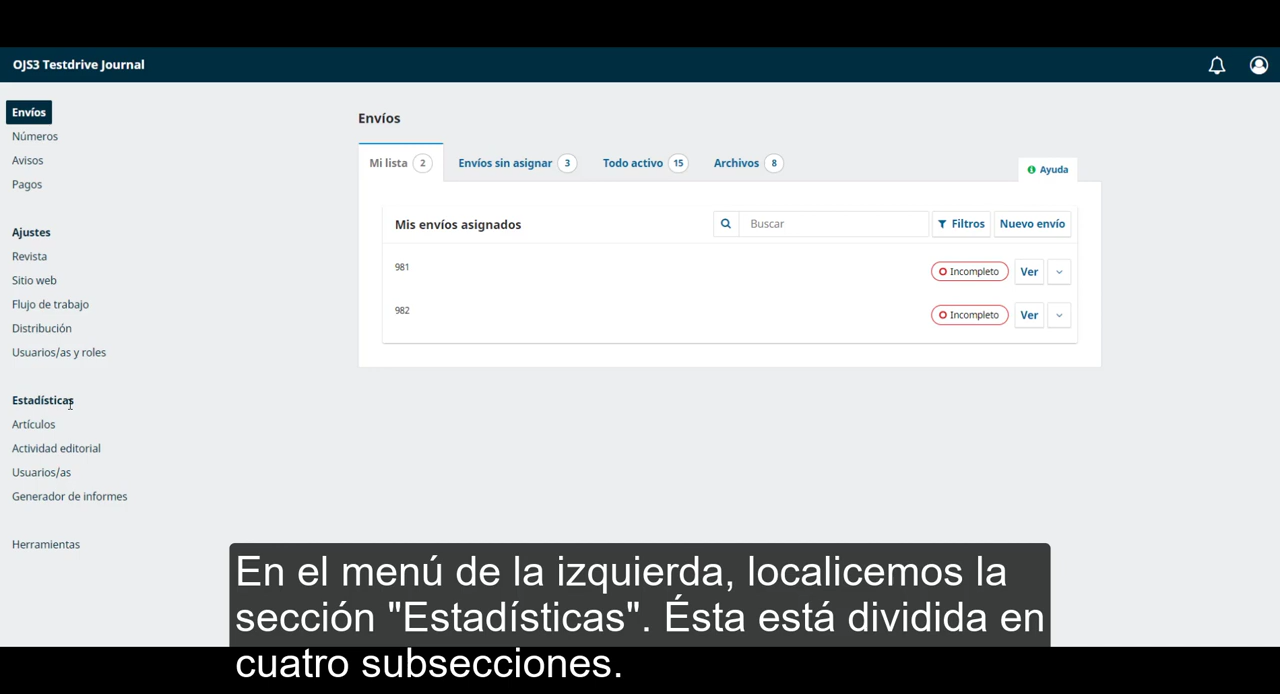 OJS3 Testdrive Journal
Envíos
Números
Avisos
Pagos
Ajustes
Revista
Sitio web
Flujo de trabajo
Distribución
Usuarios/as y roles
Estadísticas
Artículos
Actividad editorial
Usuarios/as
Generador de informes
Herramientas
Envíos
Mi lista 2 Envíos sin asignar 3 Todo activo 15 Archivos 8
Ayuda
Mis envíos asignados Buscar Filtros Nuevo envío
981 Incompleto Ver
982 Incompleto Ver
En el menú de la izquierda, localicemos la
sección "Estadísticas". Ésta está dividida en
cuatro subsecciones.